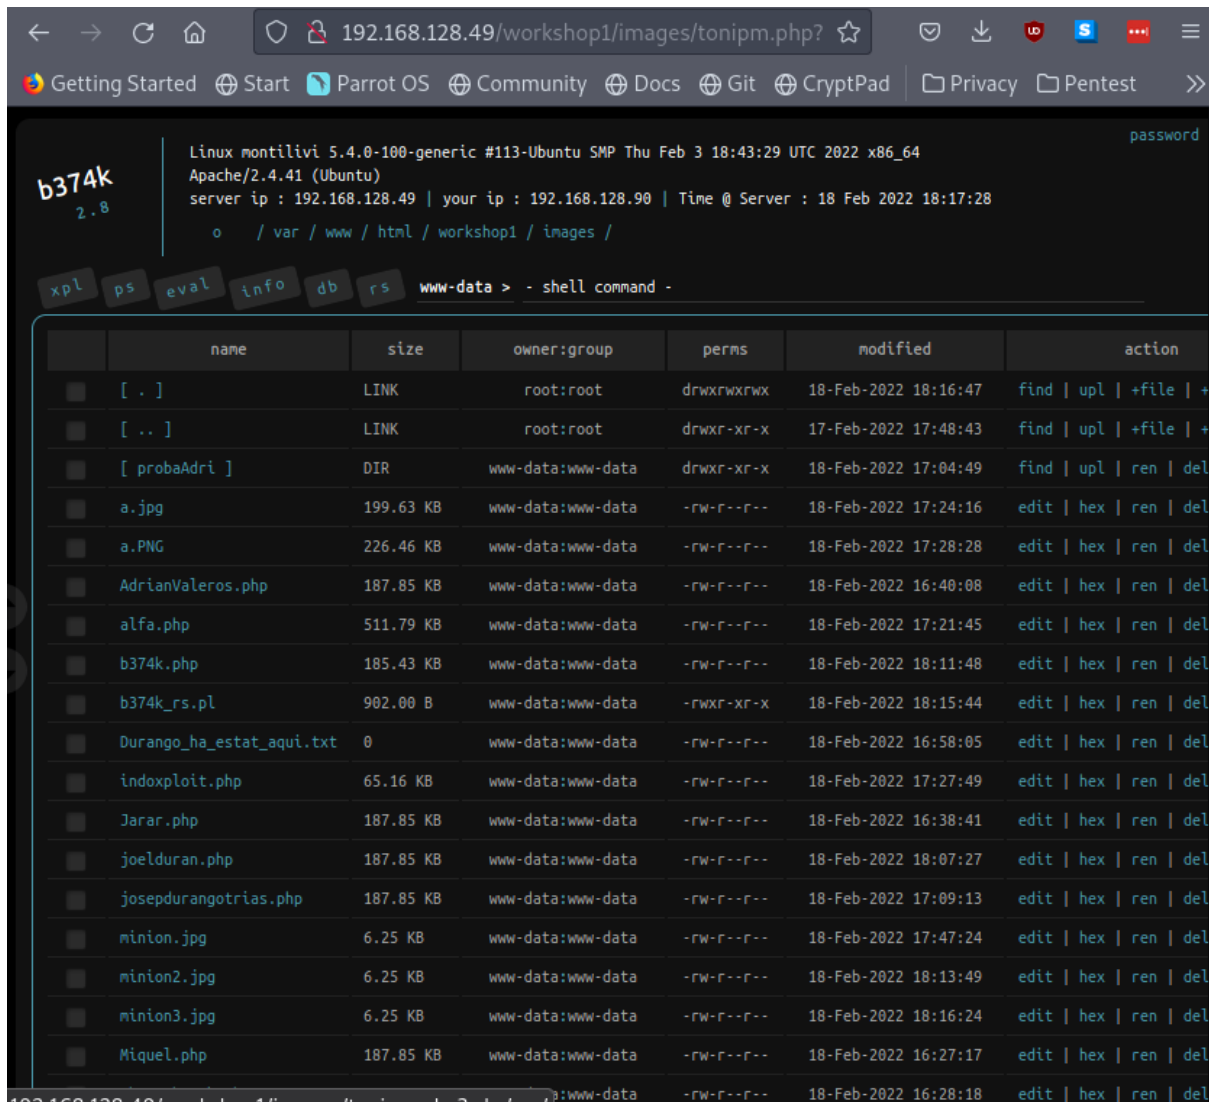 192.168.128.49/workshop1/images/tonipm.php?
Getting Started Start Parrot OS Community Docs Git CryptPad Privacy Pentest
password
b374k
2.8
Linux montilivi 5.4.0-100-generic #113-Ubuntu SMP Thu Feb 3 18:43:29 UTC 2022 x86_64
Apache/2.4.41 (Ubuntu)
server ip : 192.168.128.49 | your ip : 192.168.128.90 | Time @ Server : 18 Feb 2022 18:17:28
o / var / www / html / workshop1 / images /
xpl ps eval info db rs www-data > - shell command -
name size owner:group perms modified action
[ . ] LINK root:root drwxrwxrwx 18-Feb-2022 18:16:47 find | upl | +file | +
[ .. ] LINK root:root drwxr-xr-x 17-Feb-2022 17:48:43 find | upl | +file | +
[ probaAdri ] DIR www-data:www-data drwxr-xr-x 18-Feb-2022 17:04:49 find | upl | ren | del
a.jpg 199.63 KB www-data:www-data -rw-r--r-- 18-Feb-2022 17:24:16 edit | hex | ren | del
a.PNG 226.46 KB www-data:www-data -rw-r--r-- 18-Feb-2022 17:28:28 edit | hex | ren | del
AdrianValeros.php 187.85 KB www-data:www-data -rw-r--r-- 18-Feb-2022 16:40:08 edit | hex | ren | del
alfa.php 511.79 KB www-data:www-data -rw-r--r-- 18-Feb-2022 17:21:45 edit | hex | ren | del
b374k.php 185.43 KB www-data:www-data -rw-r--r-- 18-Feb-2022 18:11:48 edit | hex | ren | del
b374k_rs.pl 902.00 B www-data:www-data -rwxr-xr-x 18-Feb-2022 18:15:44 edit | hex | ren | del
Durango_ha_estat_aqui.txt 0 www-data:www-data -rw-r--r-- 18-Feb-2022 16:58:05 edit | hex | ren | del
indoxploit.php 65.16 KB www-data:www-data -rw-r--r-- 18-Feb-2022 17:27:49 edit | hex | ren | del
Jarar.php 187.85 KB www-data:www-data -rw-r--r-- 18-Feb-2022 16:38:41 edit | hex | ren | del
joelduran.php 187.85 KB www-data:www-data -rw-r--r-- 18-Feb-2022 18:07:27 edit | hex | ren | del
josepdurangotrias.php 187.85 KB www-data:www-data -rw-r--r-- 18-Feb-2022 17:09:13 edit | hex | ren | del
minion.jpg 6.25 KB www-data:www-data -rw-r--r-- 18-Feb-2022 17:47:24 edit | hex | ren | del
minion2.jpg 6.25 KB www-data:www-data -rw-r--r-- 18-Feb-2022 18:13:49 edit | hex | ren | del
minion3.jpg 6.25 KB www-data:www-data -rw-r--r-- 18-Feb-2022 18:16:24 edit | hex | ren | del
Miquel.php 187.85 KB www-data:www-data -rw-r--r-- 18-Feb-2022 16:27:17 edit | hex | ren | del
:www-data -rw-r--r-- 18-Feb-2022 16:28:18 edit | hex | ren | del